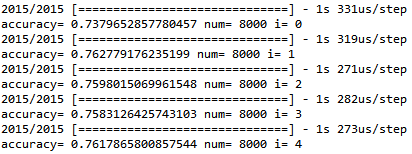 2015/2015 [==============================] - 1s 331us/step
accuracy= 0.7379652857780457 num= 8000 i= 0
2015/2015 [==============================] - 1s 319us/step
accuracy= 0.762779176235199 num= 8000 i= 1
2015/2015 [==============================] - 1s 271us/step
accuracy= 0.7598015069961548 num= 8000 i= 2
2015/2015 [==============================] - 1s 282us/step
accuracy= 0.7583126425743103 num= 8000 i= 3
2015/2015 [==============================] - 1s 273us/step
accuracy= 0.7617865800857544 num= 8000 i= 4